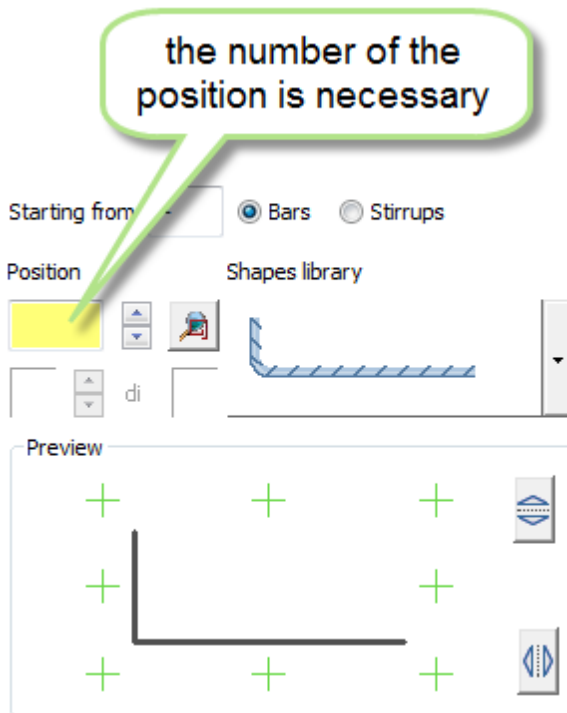 the number of the
position is necessary
Starting from -
Bars
Stirrups
Position
Shapes library
di
Preview